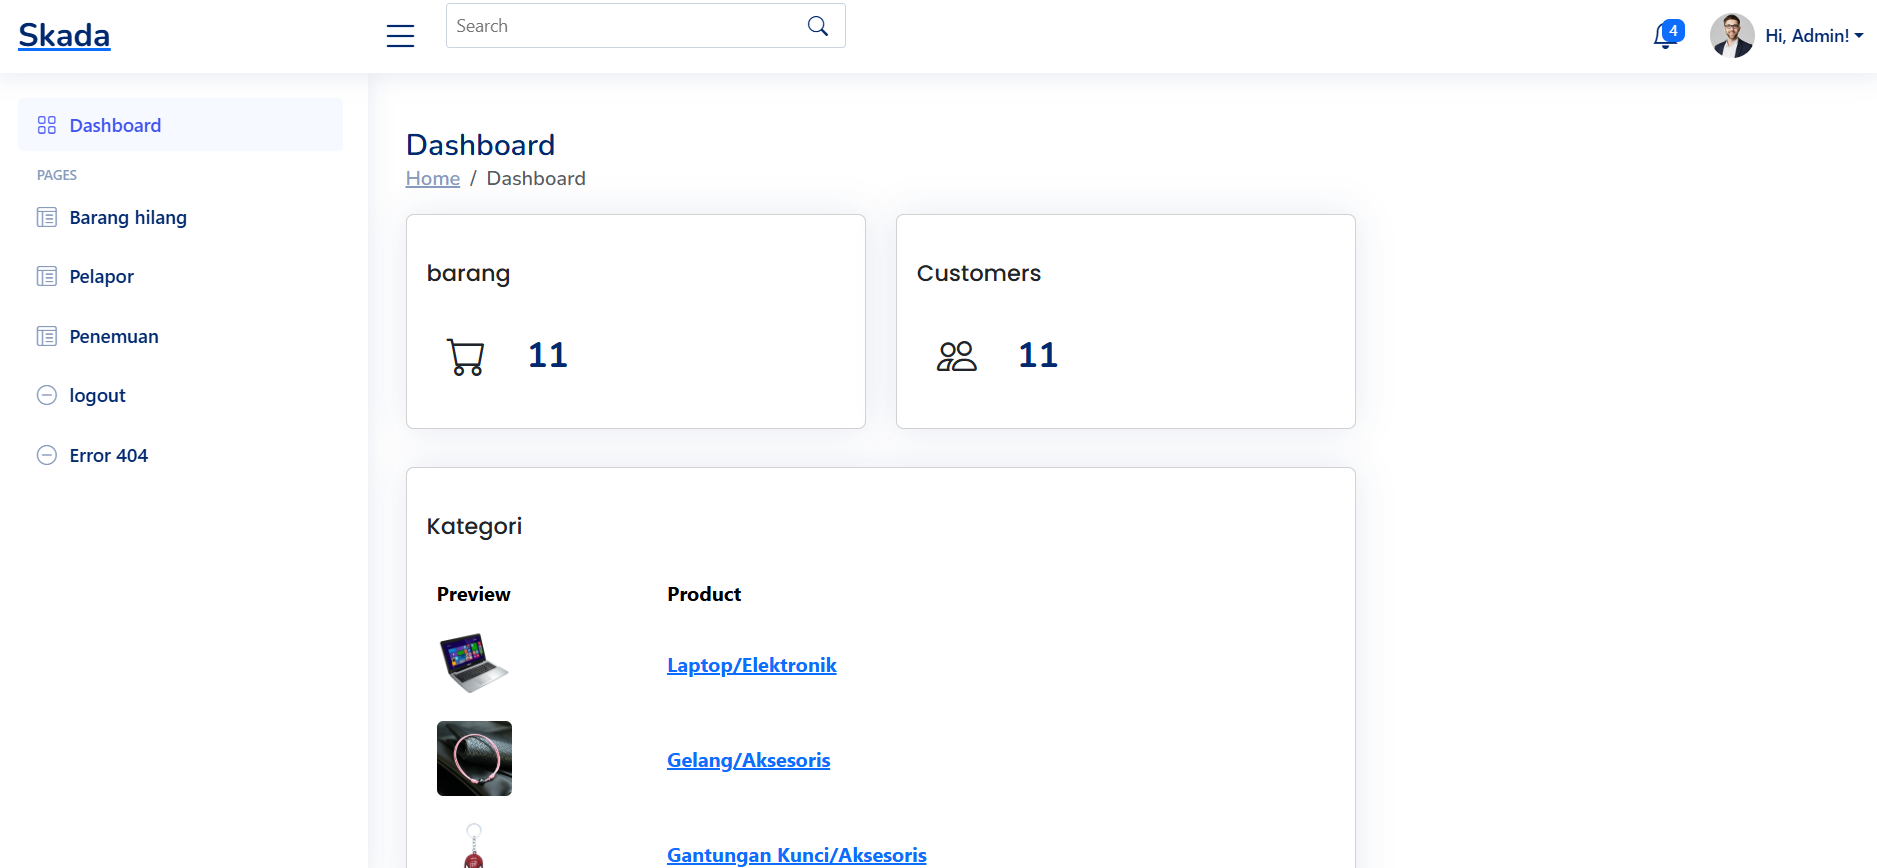 Skada
Search
4
Hi, Admin!
Dashboard
PAGES
Barang hilang
Pelapor
Penemuan
logout
Error 404
Dashboard
Home / Dashboard
barang
11
Customers
11
Kategori
Preview Product
Laptop/Elektronik
Gelang/Aksesoris
Gantungan Kunci/Aksesoris